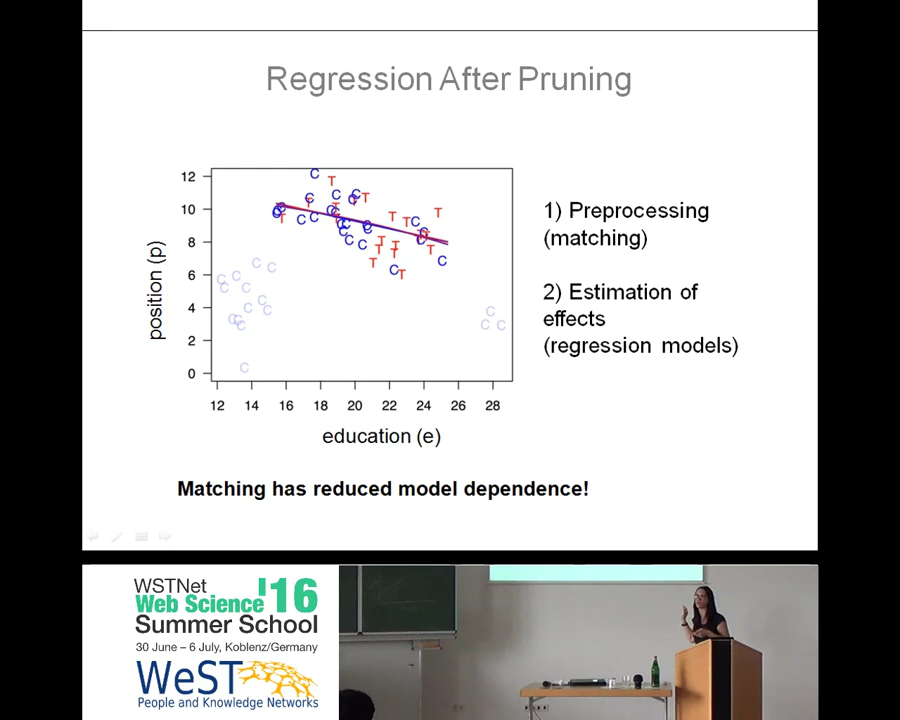 Regression After Pruning
position (p)
12
10
8
6
4
2
0
12 14 16 18 20 22 24 26 28
education (e)
1) Preprocessing
(matching)
2) Estimation of
effects
(regression models)
Matching has reduced model dependence!
WSTNet
Web Science '16
Summer School
30 June – 6 July, Koblenz/Germany
WeST
People and Knowledge Networks